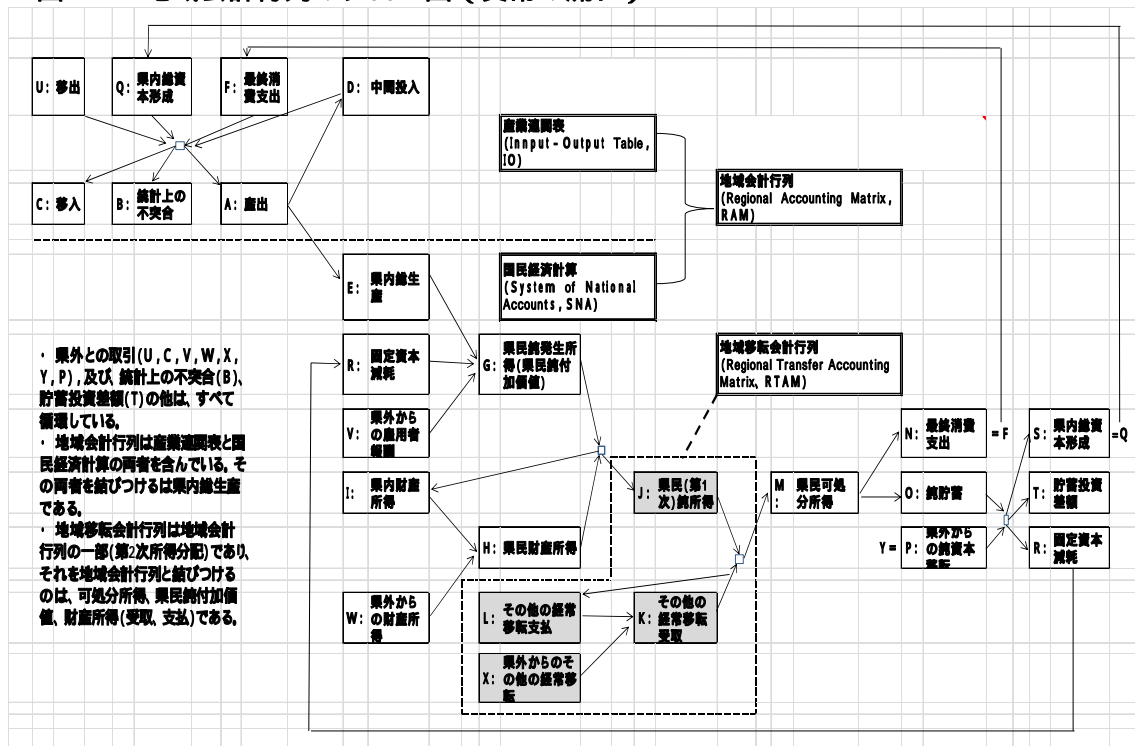 U: 移出
Q: 県内総資
本形成
F: 最終消
費支出
D: 中間投入
産業連関表
(Innput-Output Table,
IO)
地域会計行列
(Regional Accounting Matrix,
RAM)
C: 移入
B: 統計上の
不突合
A: 産出
E: 県内総生
産
国民経済計算
(System of National
Accounts, SNA)
・ 県外との取引(U,C,V,W,X,
Y,P),及び、統計上の不突合(B)、
貯蓄投資差額(T)の他は、すべて
循環している。
・ 地域会計行列は産業連関表と国
民経済計算の両者を含んでいる。そ
の両者を結びつけるは県内総生産
である。
・ 地域移転会計行列は地域会計
行列の一部(第2次所得分配)であり、
それを地域会計行列と結びつける
のは、可処分所得、県民純付加価
値、財産所得(受取、支払)である。
R: 固定資本
減耗
G: 県民純発生所
得(県民純付
加価値)
地域移転会計行列
(Regional Transfer Accounting
Matrix, RTAM)
V: 県外から
の雇用者
報酬
N: 最終消費
支出
=F
S: 県内総資
本形成
=Q
I: 県内財産
所得
J: 県民(第1
次)純所得
M
: 県民可処
分所得
O: 純貯蓄
T: 貯蓄投資
差額
H: 県民財産所得
Y= P: 県外から
の純資本
移転
R: 固定資本
減耗
W: 県外から
の財産所
得
L: その他の経常
移転支払
K: その他の
経常移転
受取
X: 県外からのそ
の他の経常移
転